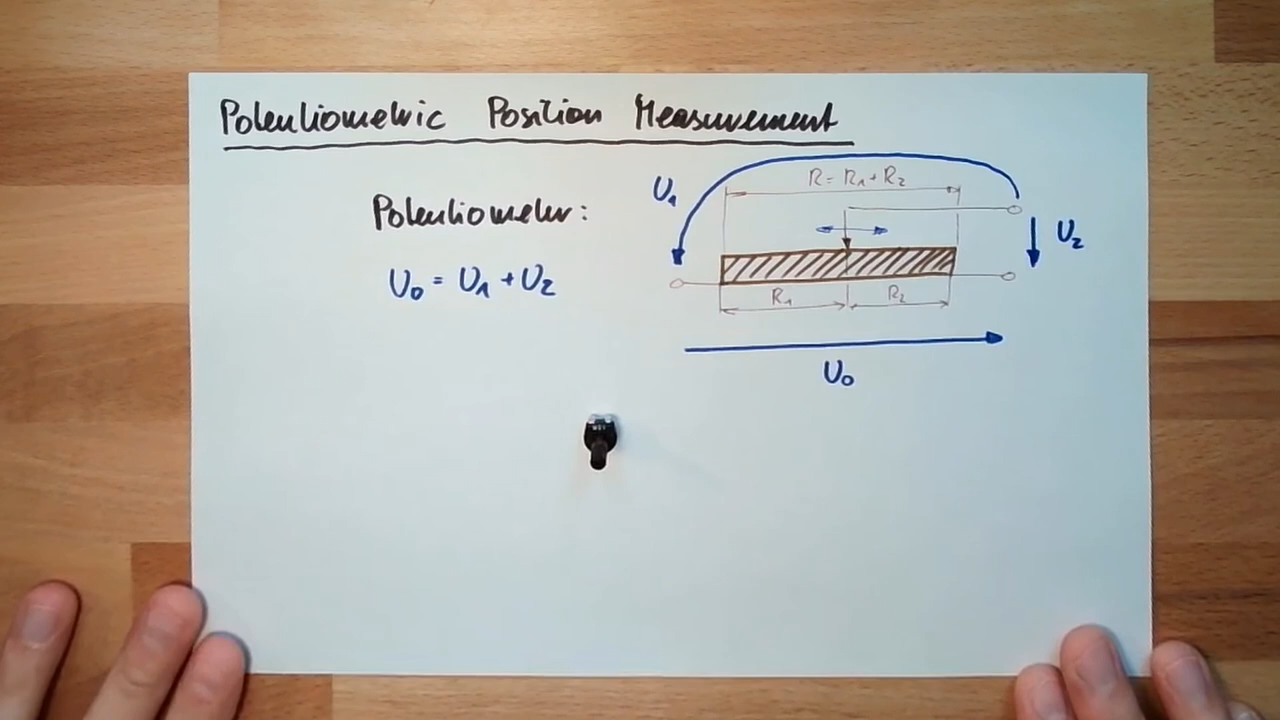 Potentiometric Position Measurement
U₁
R = R₁ + R₂
Potentiometer:
U₂
U₀ = U₁ + U₂
R₁
R₂
U₀